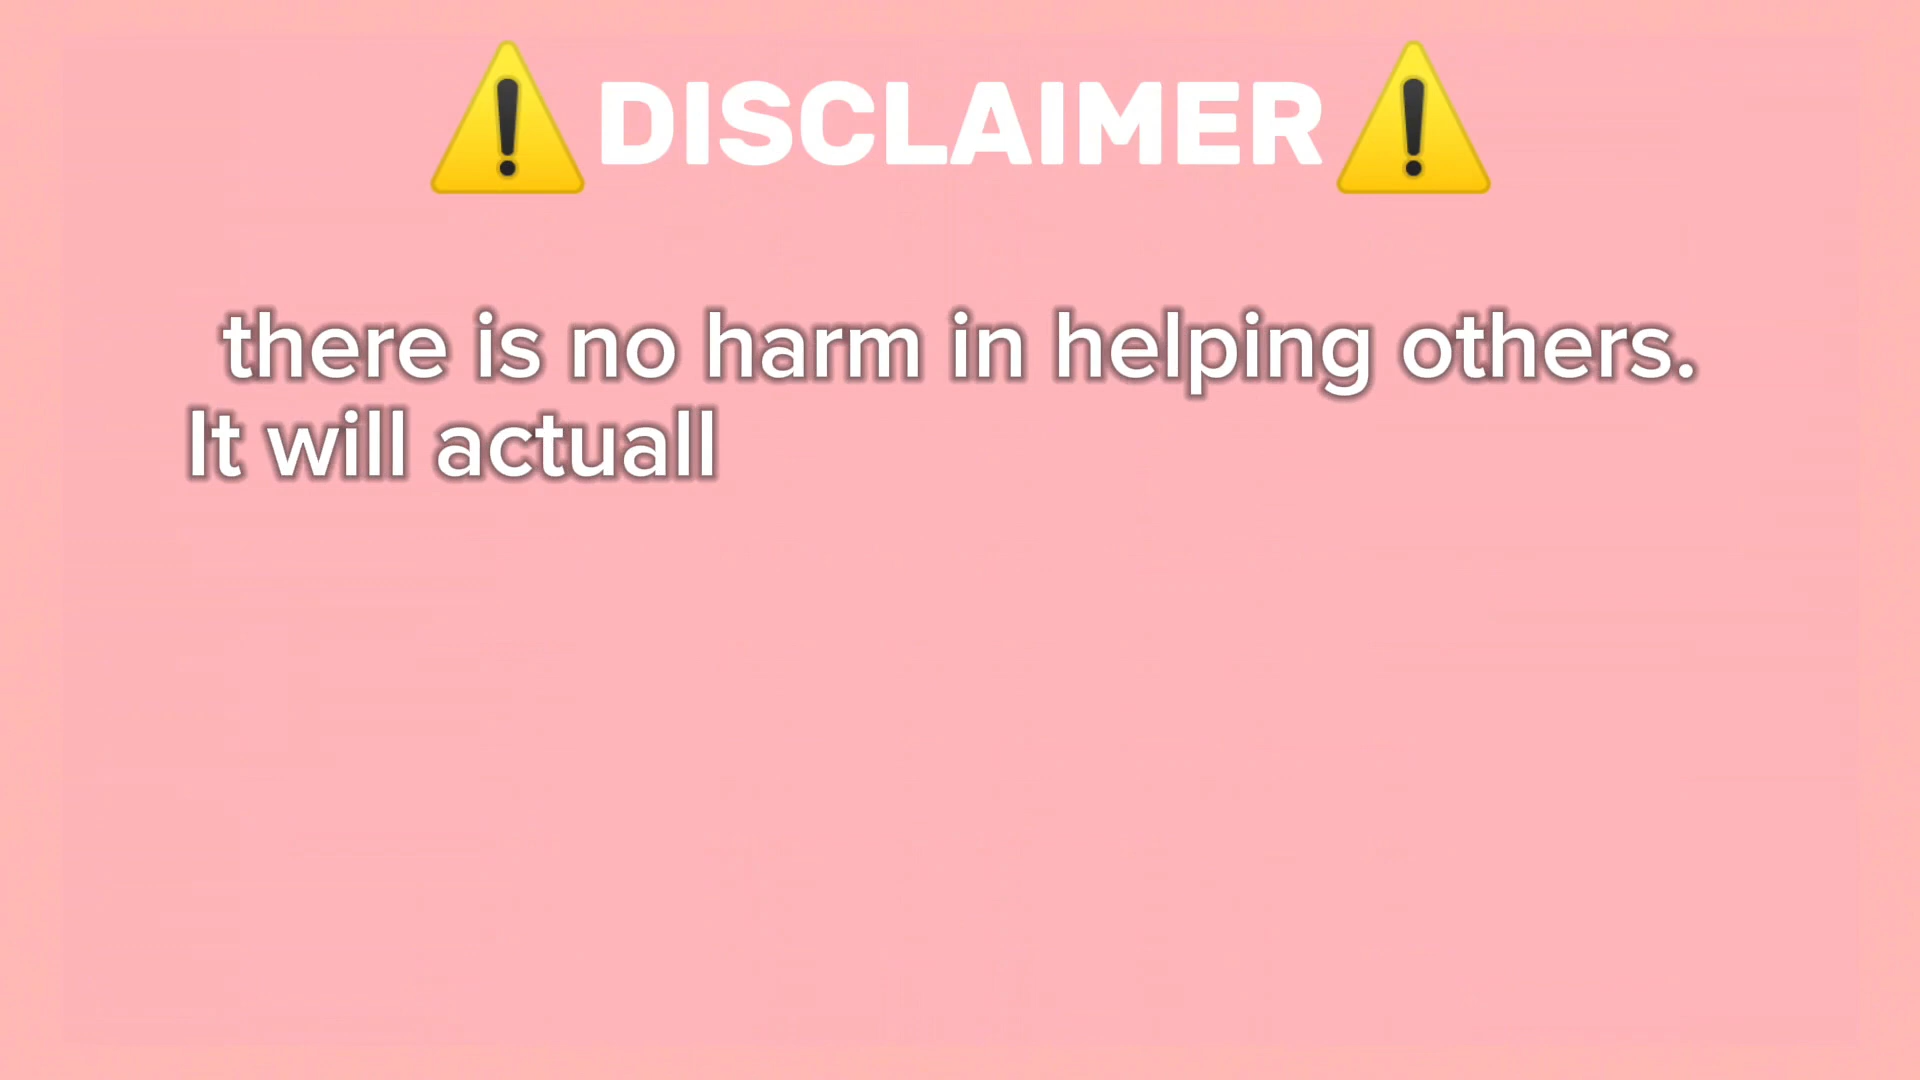 ⚠️DISCLAIMER⚠️
there is no harm in helping others.
It will actuall